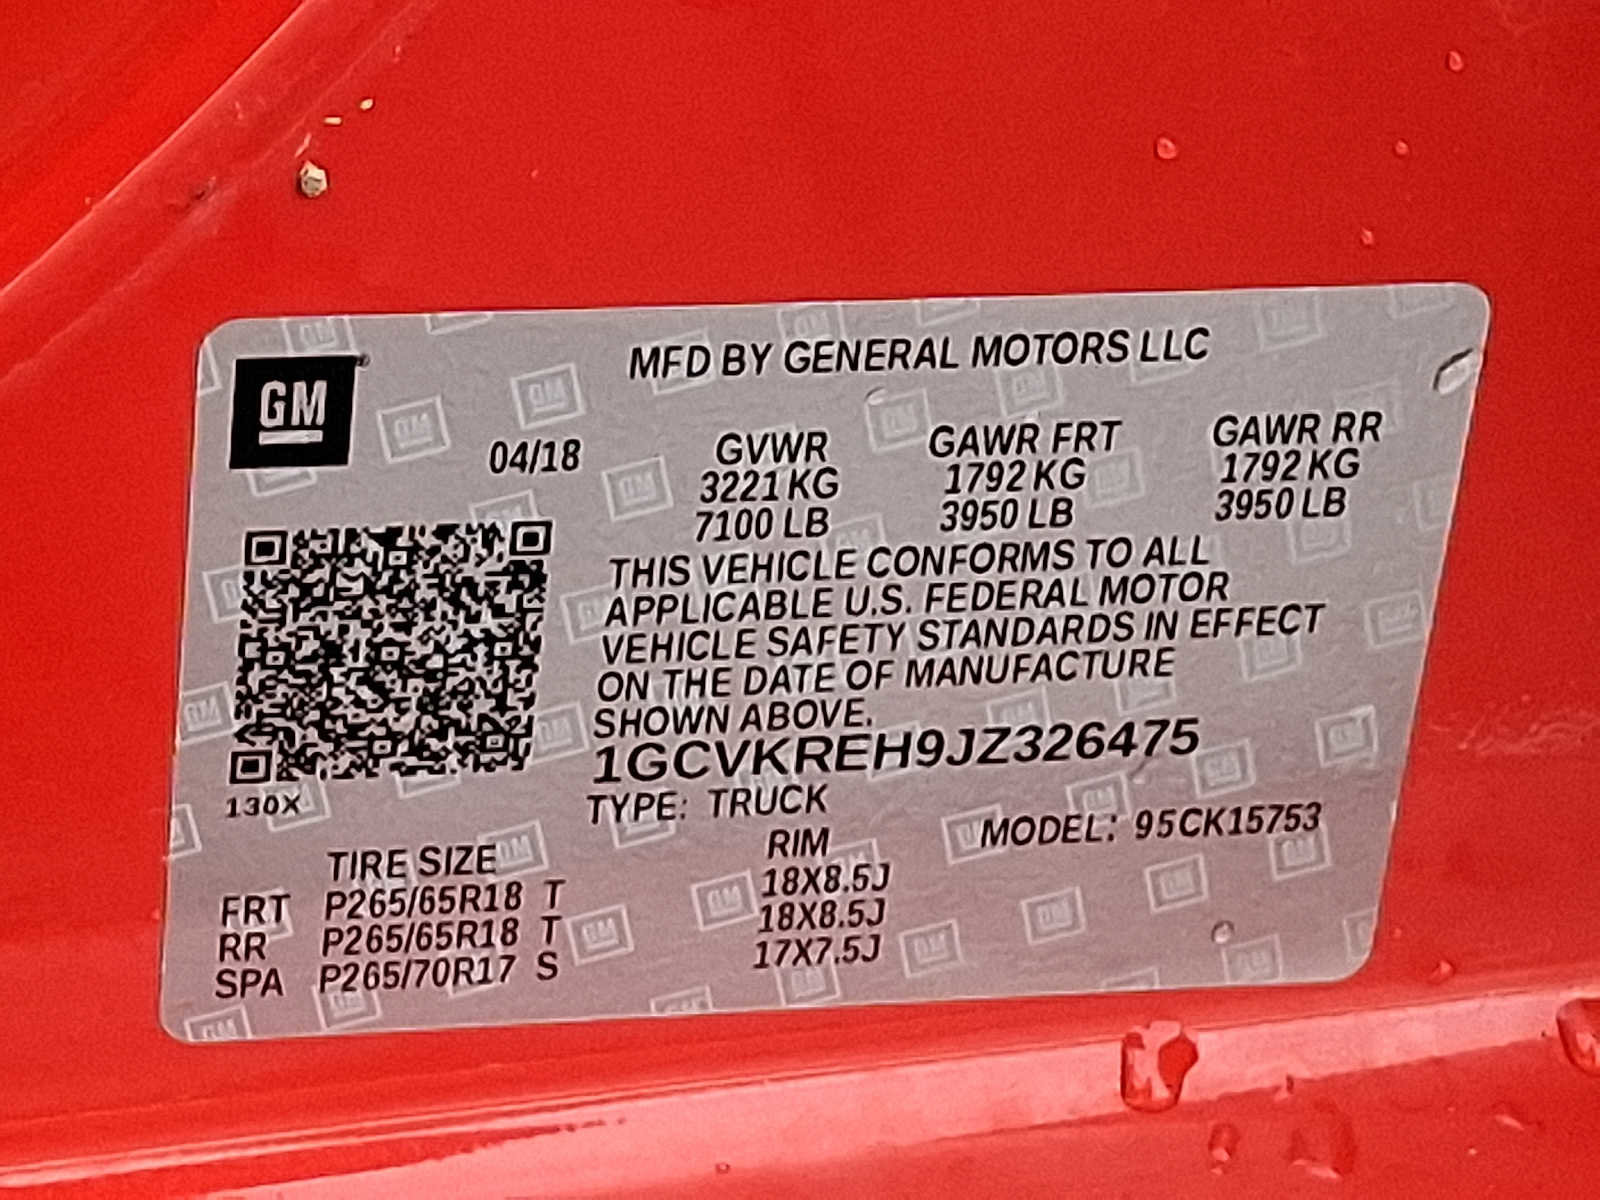 GM
MFD BY GENERAL MOTORS LLC
04/18 GVWR GAWR FRT GAWR RR
3221 KG 1792 KG 1792 KG
7100 LB 3950 LB 3950 LB
THIS VEHICLE CONFORMS TO ALL
APPLICABLE U.S. FEDERAL MOTOR
VEHICLE SAFETY STANDARDS IN EFFECT
ON THE DATE OF MANUFACTURE
SHOWN ABOVE.
1GCVKREH9JZ326475
130X
TYPE: TRUCK MODEL: 95CK15753
TIRE SIZE RIM
FRT P265/65R18 T 18X8.5J
RR P265/65R18 T 18X8.5J
SPA P265/70R17 S 17X7.5J